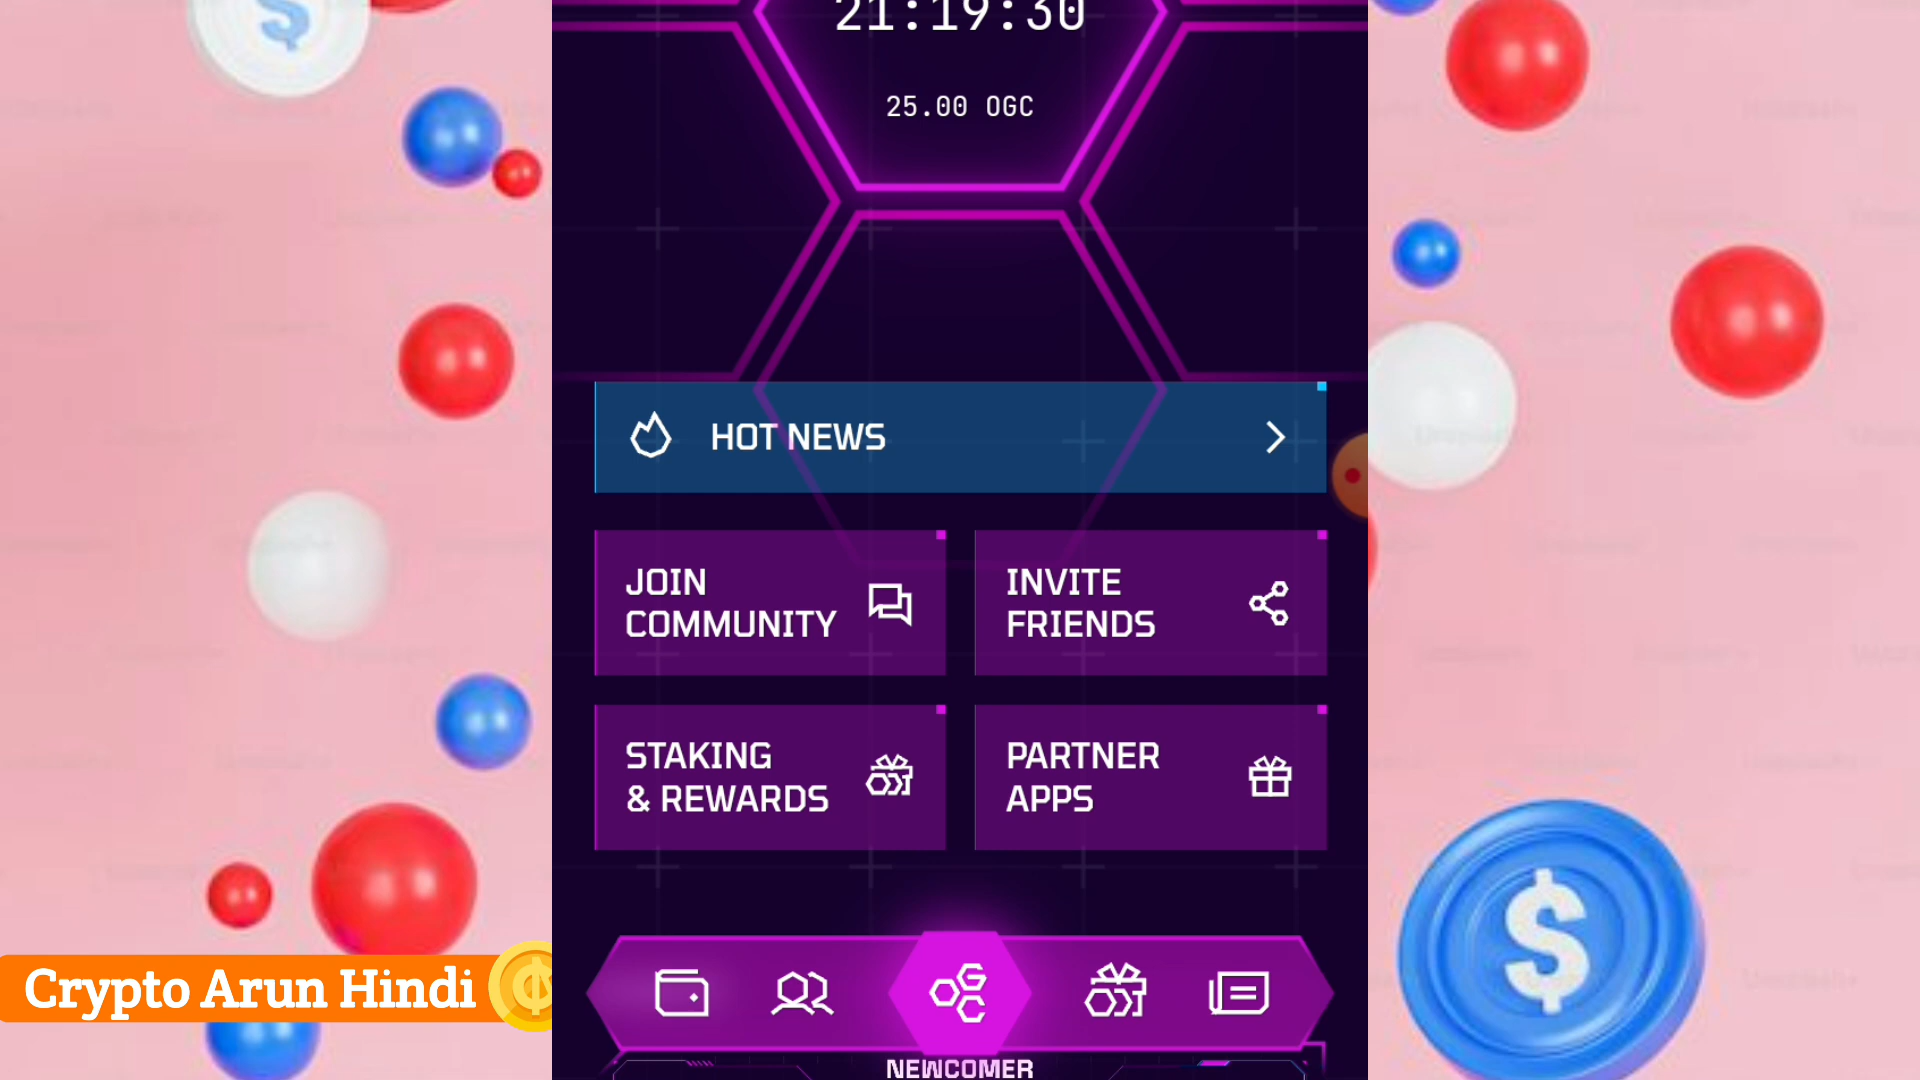 21:19:30
25.00 OGC
HOT NEWS
JOIN
COMMUNITY
INVITE
FRIENDS
STAKING
& REWARDS
PARTNER
APPS
Crypto Arun Hindi
NEWCOMER